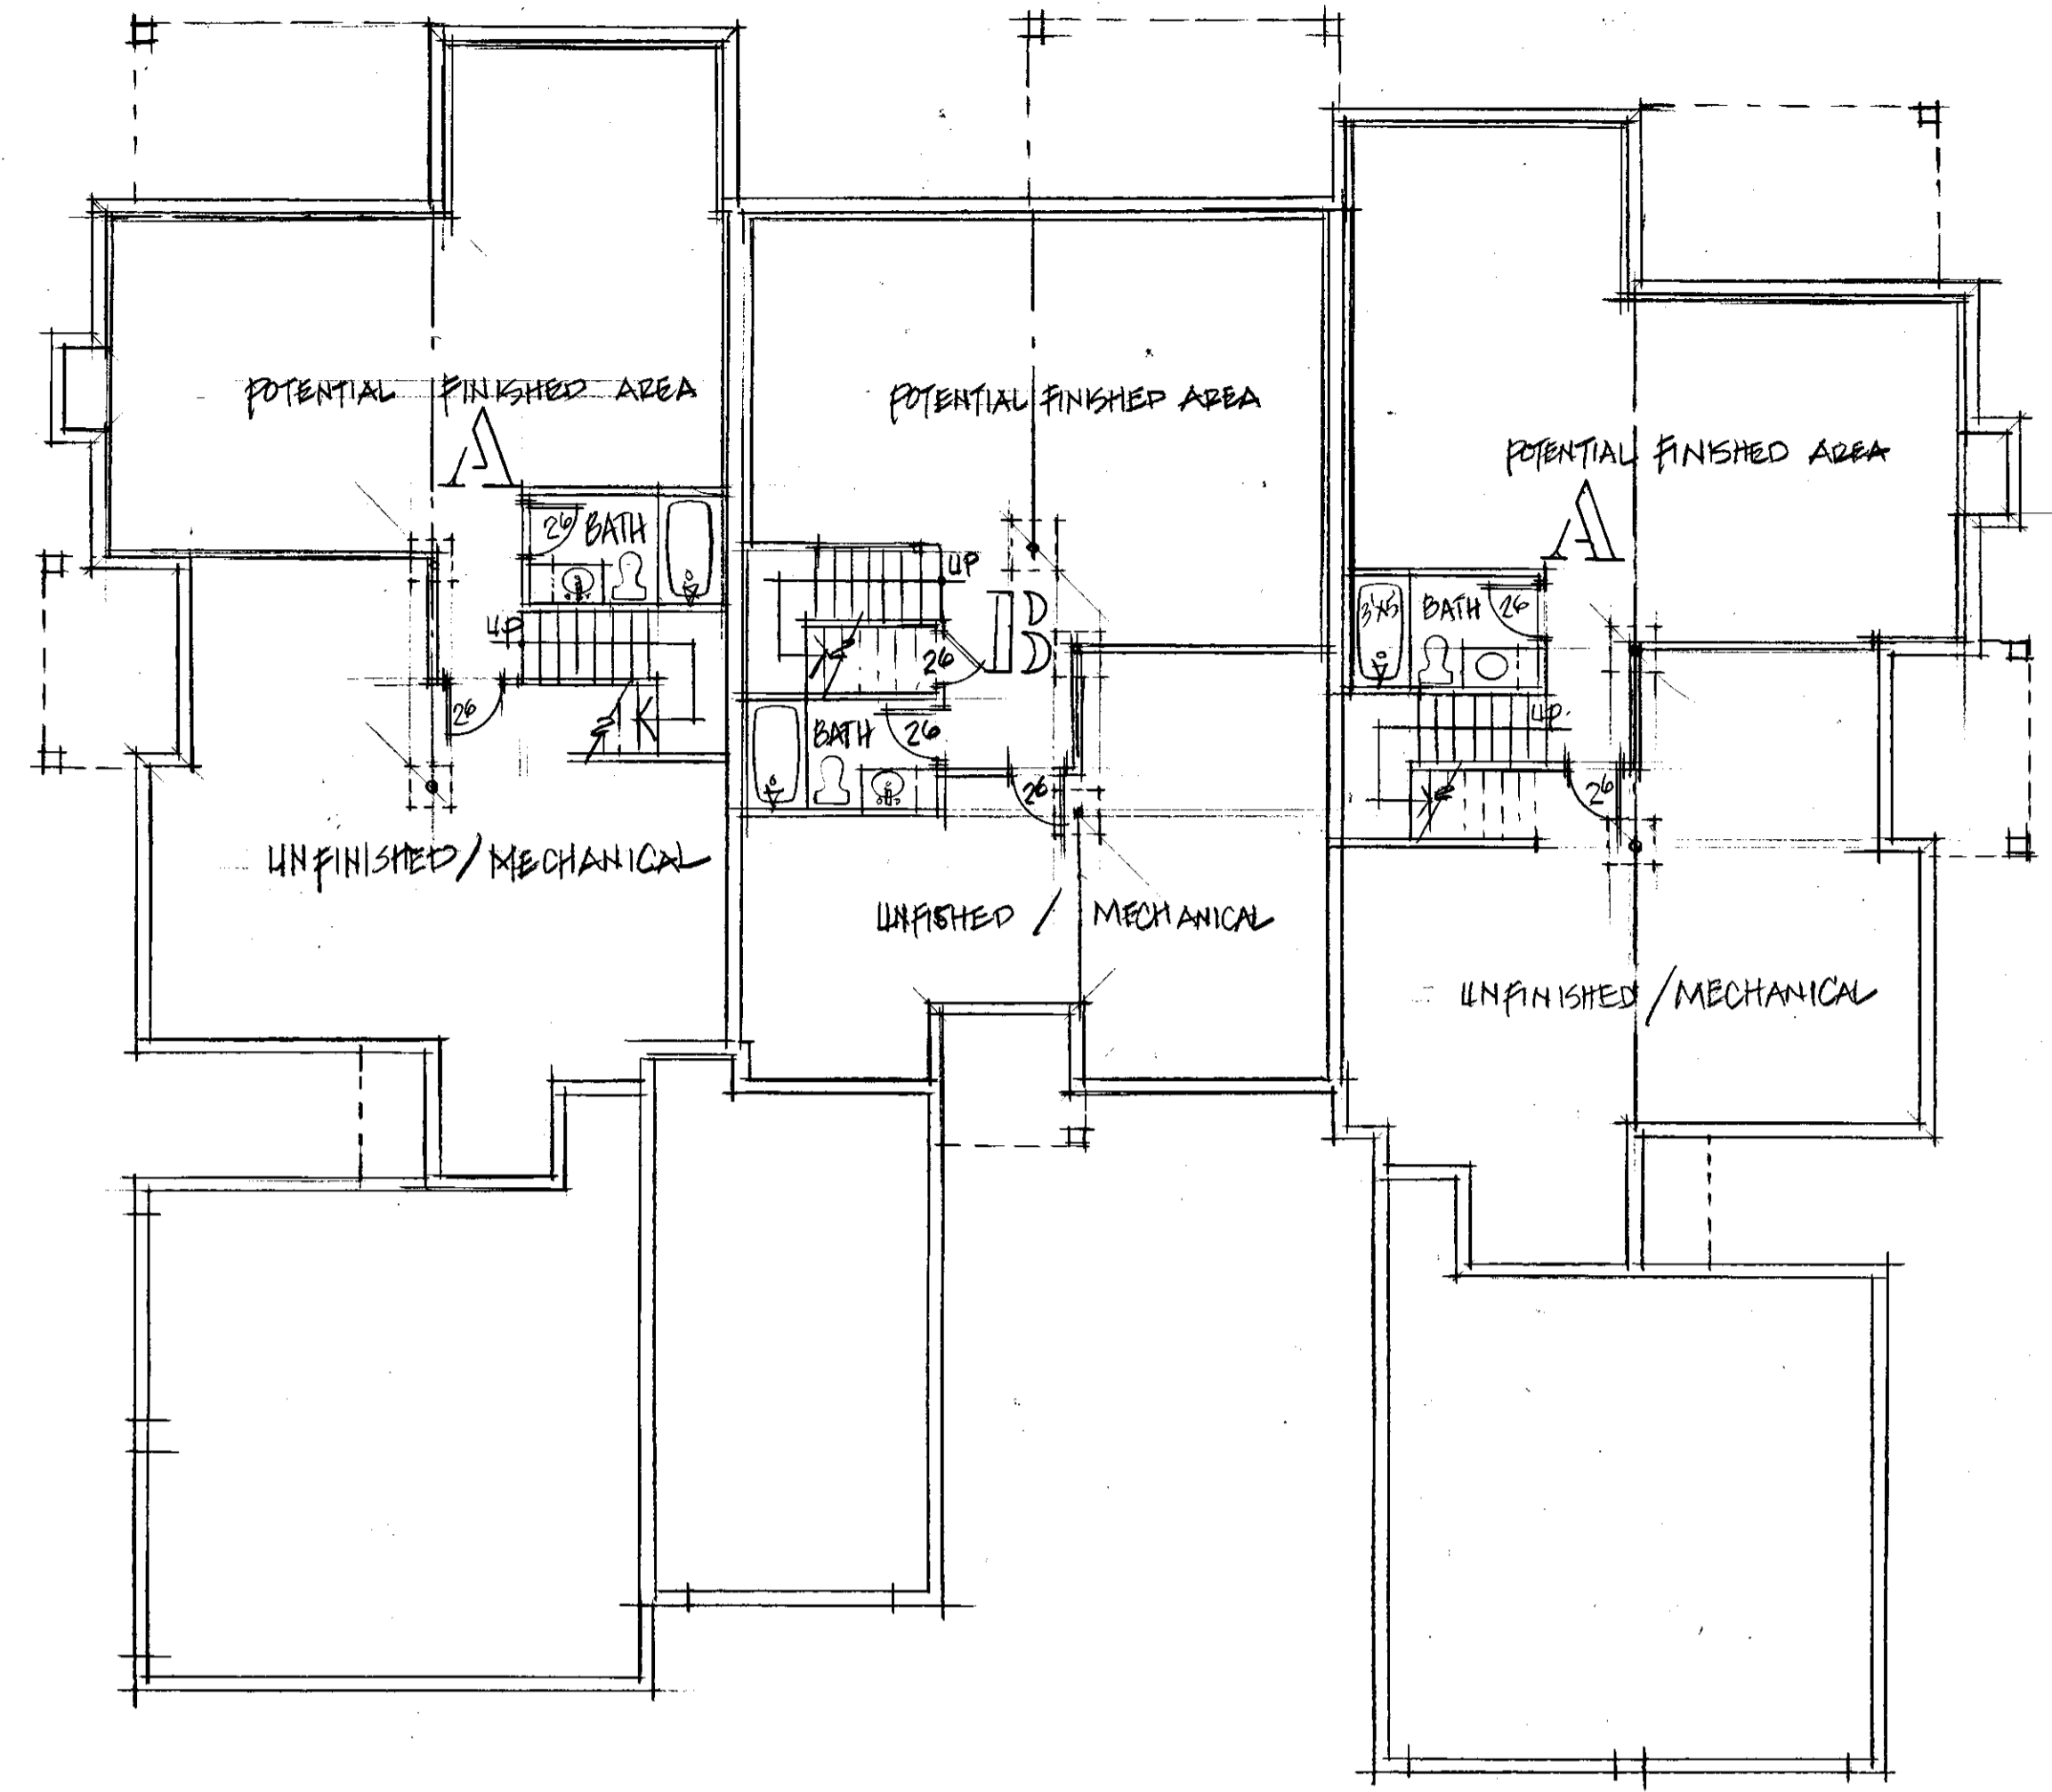 POTENTIAL FINISHED AREA
A
26 BATH
UP
26
UNFINISHED/MECHANICAL
POTENTIAL FINISHED AREA
UP
B
26
BATH 26
26
UNFISHED / MECHANICAL
POTENTIAL FINISHED AREA
A
3'X5' BATH 26
UP.
26
UNFINISHED/MECHANICAL